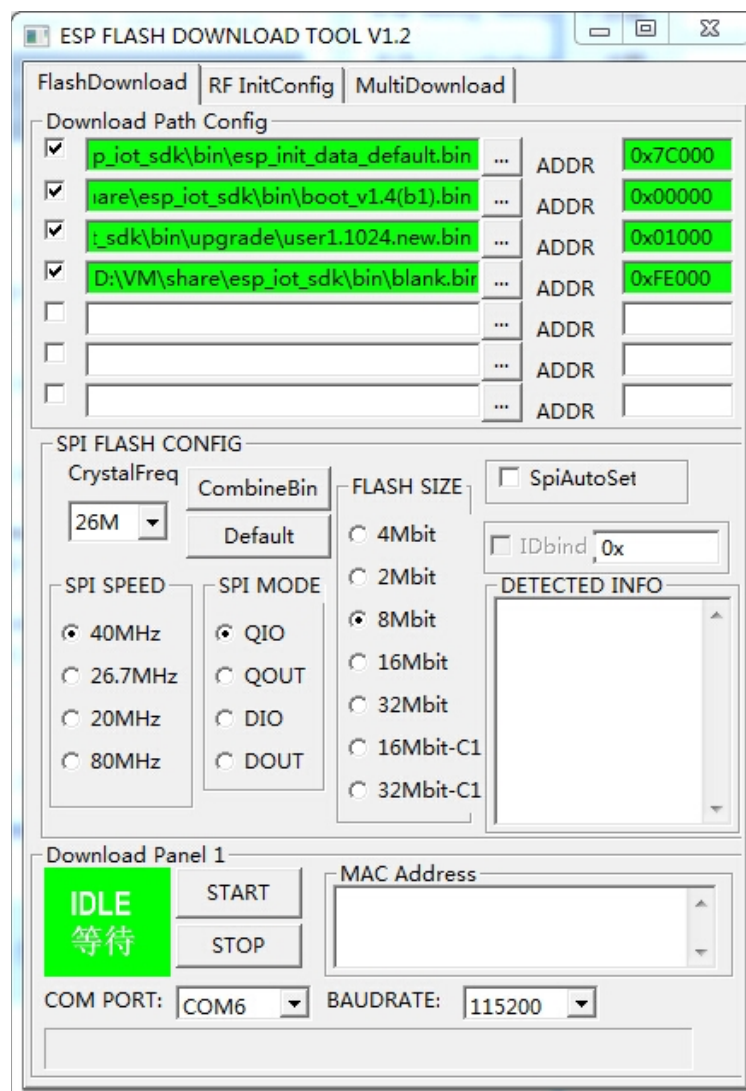 ESP FLASH DOWNLOAD TOOL V1.2
FlashDownload RF InitConfig MultiDownload
Download Path Config
p_iot_sdk\bin\esp_init_data_default.bin ... ADDR 0x7C000
are\esp_iot_sdk\bin\boot_v1.4(b1).bin ... ADDR 0x00000
t_sdk\bin\upgrade\user1.1024.new.bin ... ADDR 0x01000
D:\VM\share\esp_iot_sdk\bin\blank.bin ... ADDR 0xFE000
... ADDR
... ADDR
... ADDR
SPI FLASH CONFIG
CrystalFreq
26M
CombineBin
Default
SPI SPEED
40MHz
26.7MHz
20MHz
80MHz
SPI MODE
QIO
QOUT
DIO
DOUT
FLASH SIZE
4Mbit
2Mbit
8Mbit
16Mbit
32Mbit
16Mbit-C1
32Mbit-C1
SpiAutoSet
IDbind 0x
DETECTED INFO
Download Panel 1
IDLE
等待
START
STOP
MAC Address
COM PORT: COM6 BAUDRATE: 115200